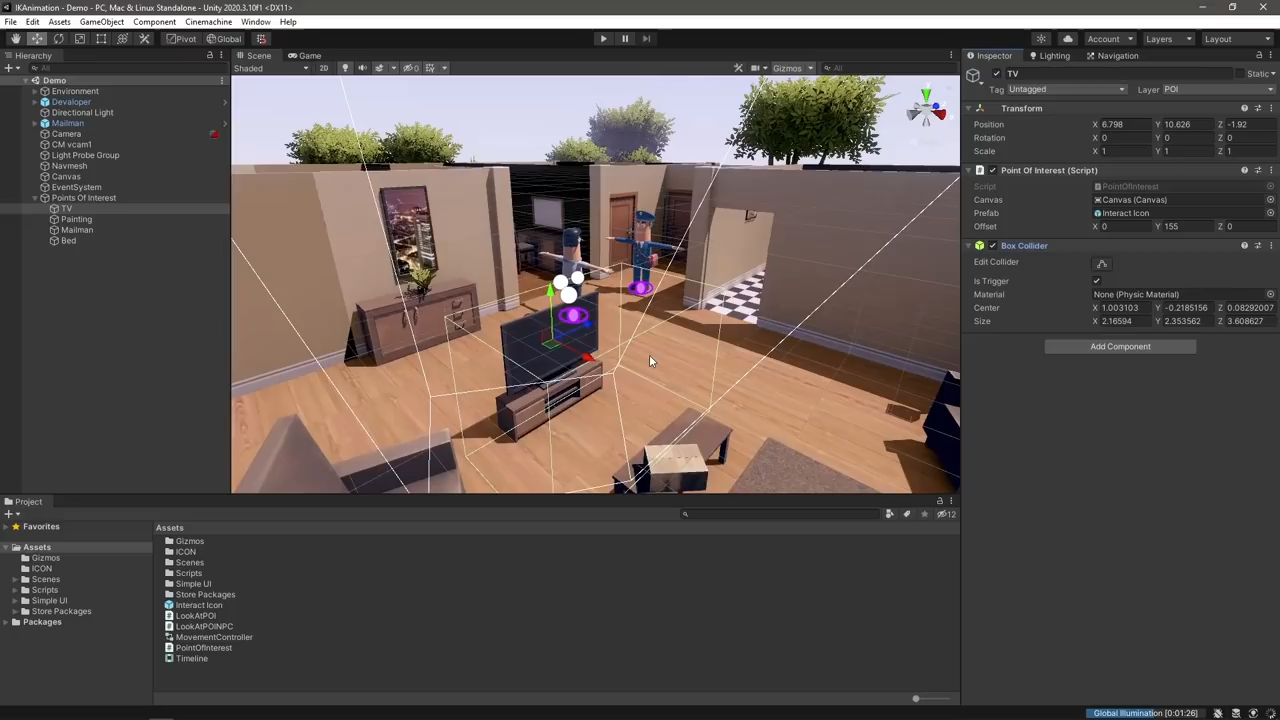 IKAnimation - Demo - PC, Mac & Linux Standalone - Unity 2020.3.10f1 <DX11>
File Edit Assets GameObject Component Cinemachine Window Help
Pivot Global Account Layers Layout
Hierarchy
All
Demo
Environment
Devaloper
Directional Light
Mailman
Camera
CM vcam1
Light Probe Group
Navmesh
Canvas
EventSystem
Points Of Interest
TV
Painting
Mailman
Bed
Scene Game
Shaded 2D 0 Gizmos All
Inspector Lighting Navigation
TV Static
Tag Untagged Layer POI
Transform
Position X 6.798 Y 10.626 Z -1.92
Rotation X 0 Y 0 Z 0
Scale X 1 Y 1 Z 1
Point Of Interest (Script)
Script PointOfInterest
Canvas Canvas (Canvas)
Prefab Interact Icon
Offset X 0 Y 155 Z 0
Box Collider
Edit Collider
Is Trigger
Material None (Physic Material)
Center X 1.003103 Y -0.2185156 Z 0.08292007
Size X 2.16594 Y 2.353562 Z 3.608627
Add Component
Project
12
Favorites
Assets
Gizmos
ICON
Scenes
Scripts
Simple UI
Store Packages
Packages
Assets
Gizmos
ICON
Scenes
Scripts
Simple UI
Store Packages
Interact Icon
LookAtPOI
LookAtPOINPC
MovementController
PointOfInterest
Timeline
Global Illumination [0:01:26]